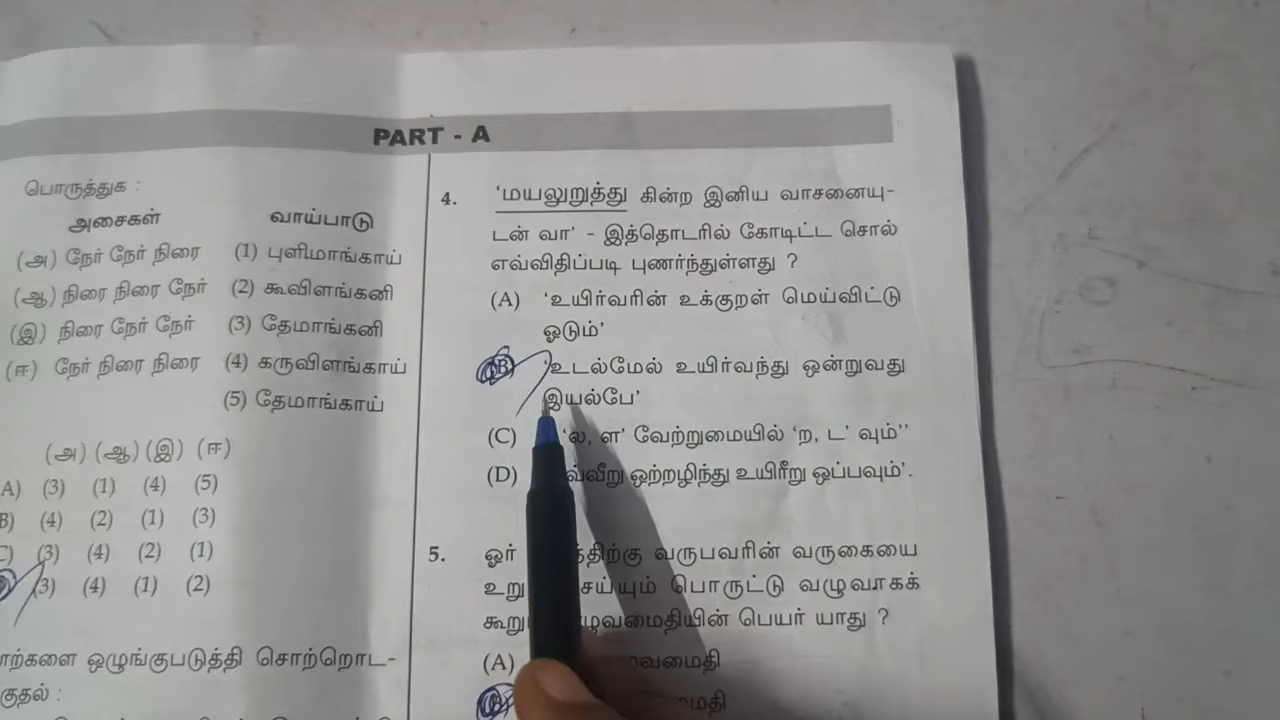 PART - A
பொருத்துக :
அசைகள் வாய்பாடு
(அ) நேர் நேர் நிரை (1) புளிமாங்காய்
(ஆ) நிரை நிரை நேர் (2) கூவிளங்கனி
(இ) நிரை நேர் நேர் (3) தேமாங்கனி
(ஈ) நேர் நிரை நிரை (4) கருவிளங்காய்
(5) தேமாங்காய்
(அ) (ஆ) (இ) (ஈ)
A) (3) (1) (4) (5)
B) (4) (2) (1) (3)
C) (3) (4) (2) (1)
3) (4) (1) (2)
ஒழுங்குபடுத்தி சொற்றொட-
4. 'மயலுறுத்து கின்ற இனிய வாசனையு-
டன் வா' - இத்தொடரில் கோடிட்ட சொல்
எவ்விதிப்படி புணர்ந்துள்ளது ?
(A) 'உயிர்வரின் உக்குறள் மெய்விட்டு
ஓடும்'
(B) 'உடல்மேல் உயிர்வந்து ஒன்றுவது
இயல்பே'
(C) 'ல, ள' வேற்றுமையில் 'ற, ட' வும்''
(D) ஒற்றழிந்து உயிரீறு ஒப்பவும்'.
5. ஓர் வருபவரின் வருகையை
பொருட்டு வழுவாகக்
பெயர் யாது ?
(A)
(B)